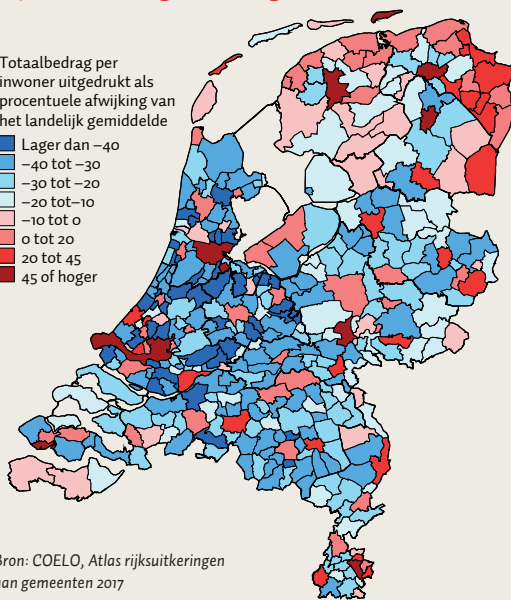 Totaalbedrag per
inwoner uitgedrukt als
procentuele afwijking van
het landelijk gemiddelde
Lager dan –40
–40 tot –30
–30 tot –20
–20 tot–10
–10 tot 0
0 tot 20
20 tot 45
45 of hoger
Bron: COELO, Atlas rijksuitkeringen
aan gemeenten 2017